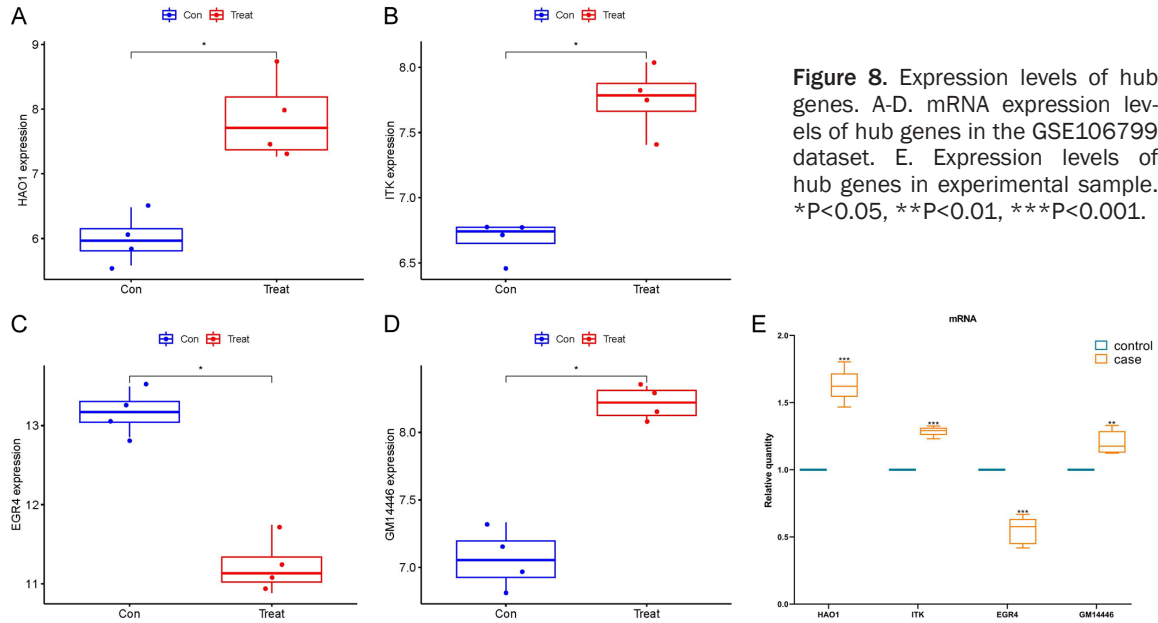 A
Con Treat
HAO1 expression
9
8
7
6
*
Con Treat
B
Con Treat
ITK expression
8.0
7.5
7.0
6.5
*
Con Treat
Figure 8. Expression levels of hub
genes. A-D. mRNA expression lev-
els of hub genes in the GSE106799
dataset. E. Expression levels of
hub genes in experimental sample.
*P<0.05, **P<0.01, ***P<0.001.
C
Con Treat
EGR4 expression
13
12
11
*
Con Treat
D
Con Treat
GM14446 expression
8.0
7.5
7.0
*
Con Treat
E
mRNA
control
case
Relative quantity
2.0
1.5
1.0
0.5
0.0
***
***
***
**
HAO1 ITK EGR4 GM14446